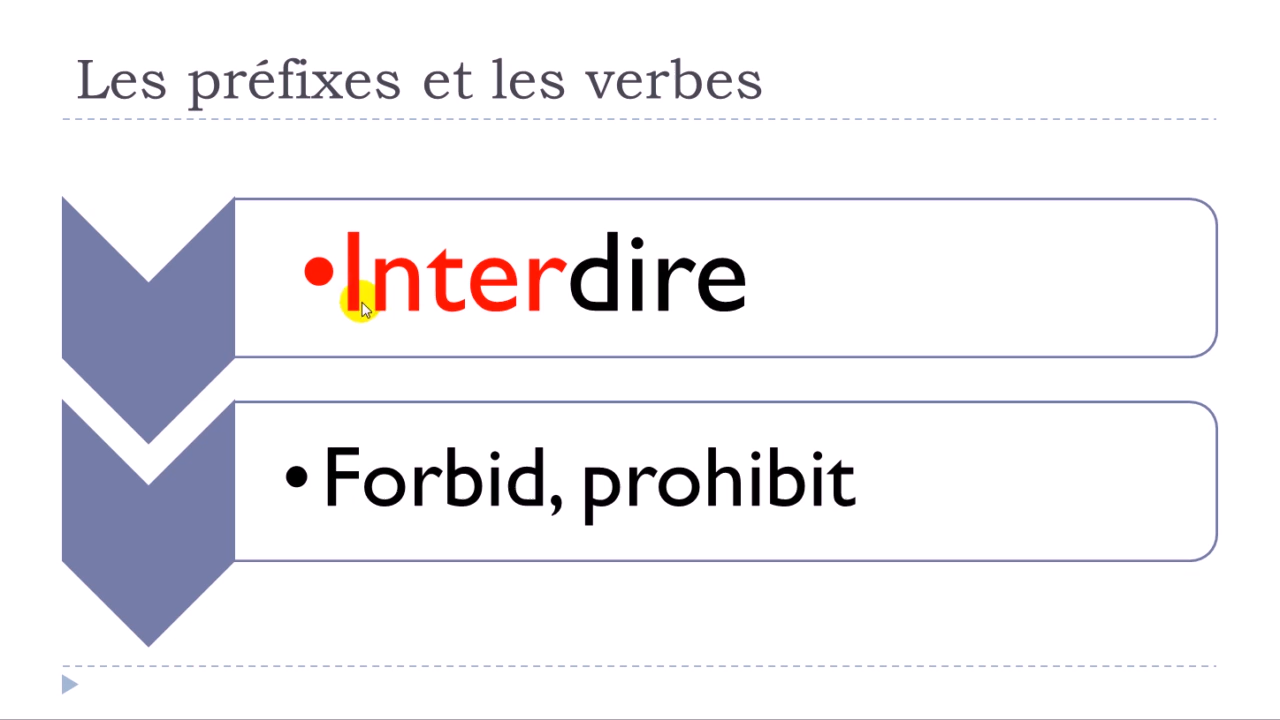 Les préfixes et les verbes
•Interdire
•Forbid, prohibit